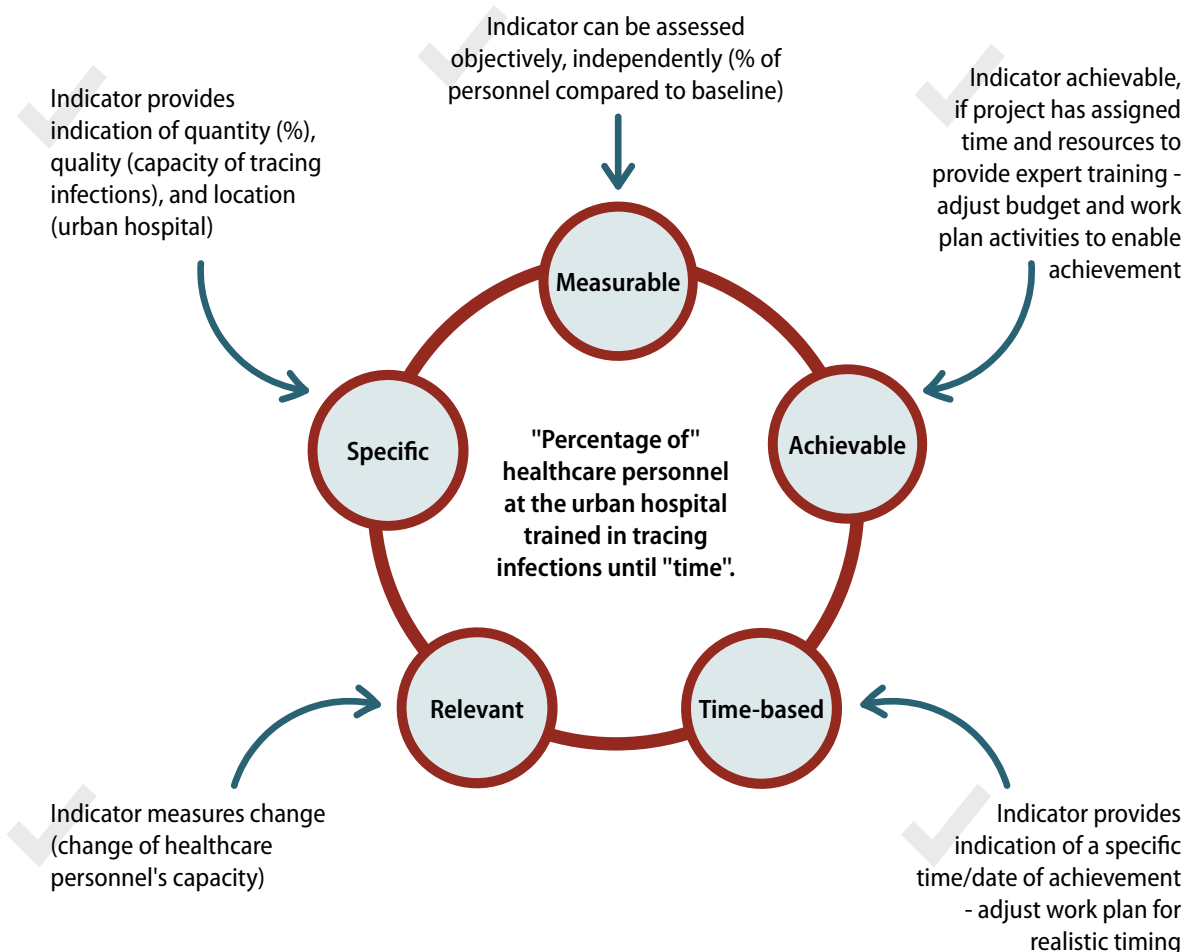 Indicator can be assessed
objectively, independently (% of
personnel compared to baseline)
Indicator provides
indication of quantity (%),
quality (capacity of tracing
infections), and location
(urban hospital)
Indicator achievable,
if project has assigned
time and resources to
provide expert training -
adjust budget and work
plan activities to enable
achievement
Measurable
Specific
Achievable
"Percentage of"
healthcare personnel
at the urban hospital
trained in tracing
infections until "time".
Relevant
Time-based
Indicator measures change
(change of healthcare
personnel's capacity)
Indicator provides
indication of a specific
time/date of achievement
- adjust work plan for
realistic timing